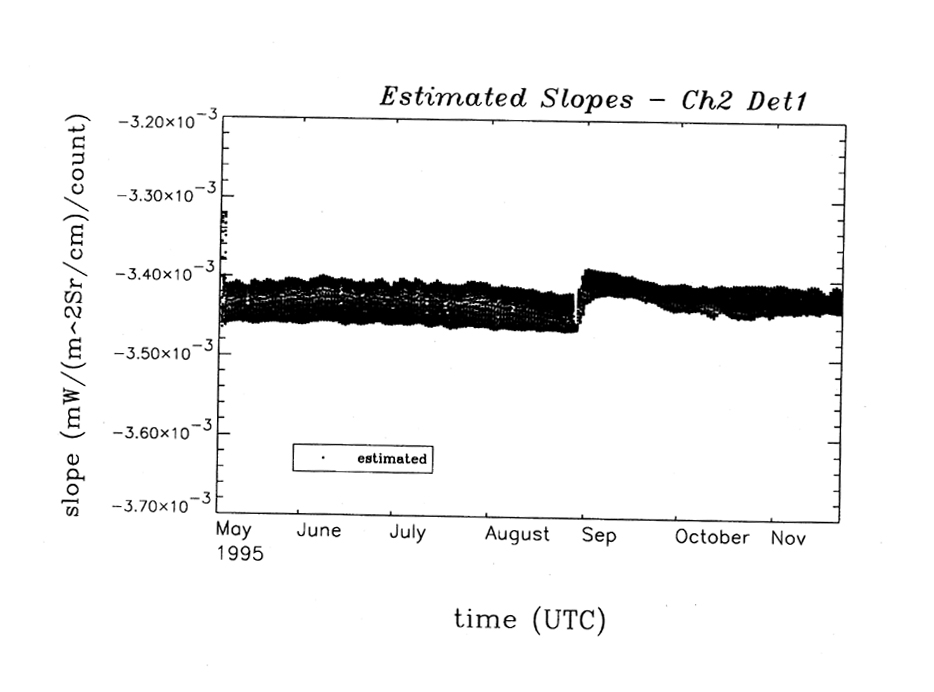 Estimated Slopes – Ch2 Det1
slope (mW/(m^2Sr/cm)/count)
−3.20×10⁻³
−3.30×10⁻³
−3.40×10⁻³
−3.50×10⁻³
−3.60×10⁻³
−3.70×10⁻³
estimated
May June July August Sep October Nov
1995
time (UTC)